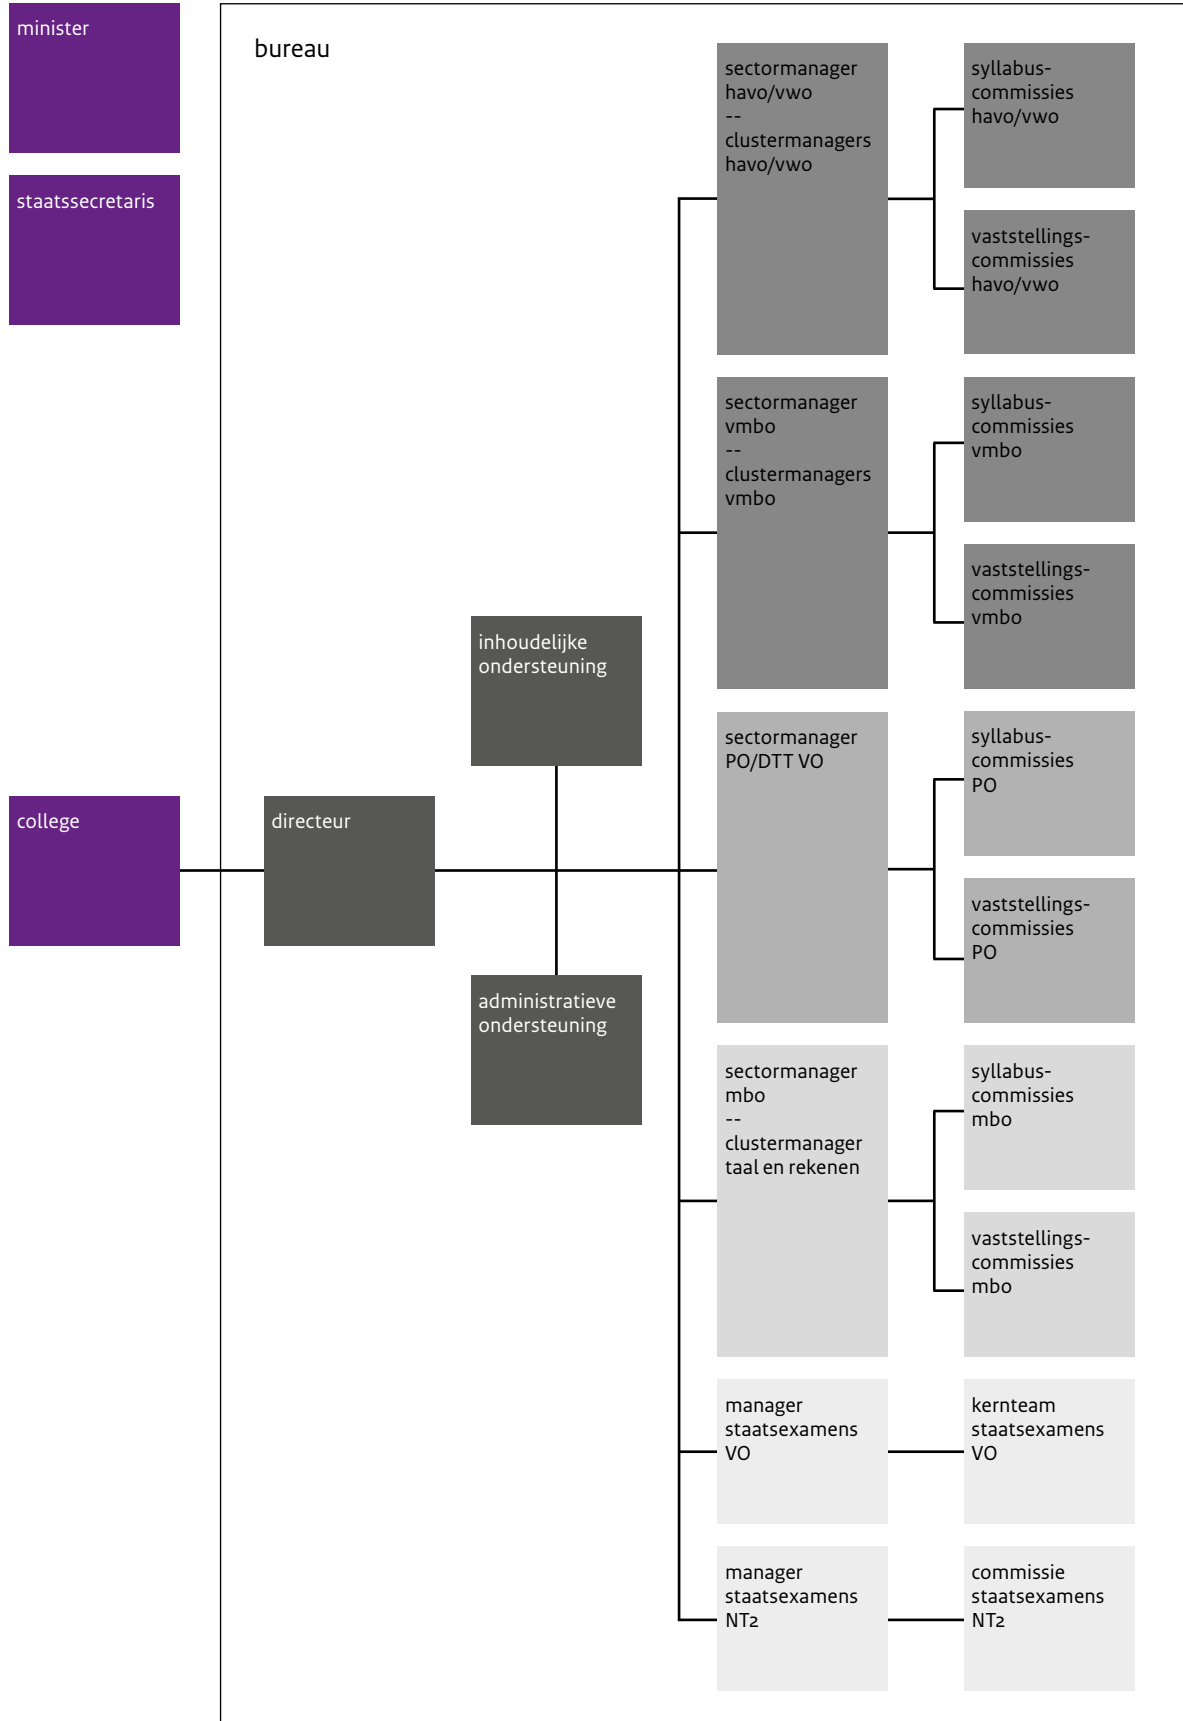 minister
staatssecretaris
college
bureau
directeur
inhoudelijke
ondersteuning
administratieve
ondersteuning
sectormanager
havo/vwo
--
clustermanagers
havo/vwo
syllabus-
commissies
havo/vwo
vaststellings-
commissies
havo/vwo
sectormanager
vmbo
--
clustermanagers
vmbo
syllabus-
commissies
vmbo
vaststellings-
commissies
vmbo
sectormanager
PO/DTT VO
syllabus-
commissies
PO
vaststellings-
commissies
PO
sectormanager
mbo
--
clustermanager
taal en rekenen
syllabus-
commissies
mbo
vaststellings-
commissies
mbo
manager
staatsexamens
VO
kernteam
staatsexamens
VO
manager
staatsexamens
NT2
commissie
staatsexamens
NT2